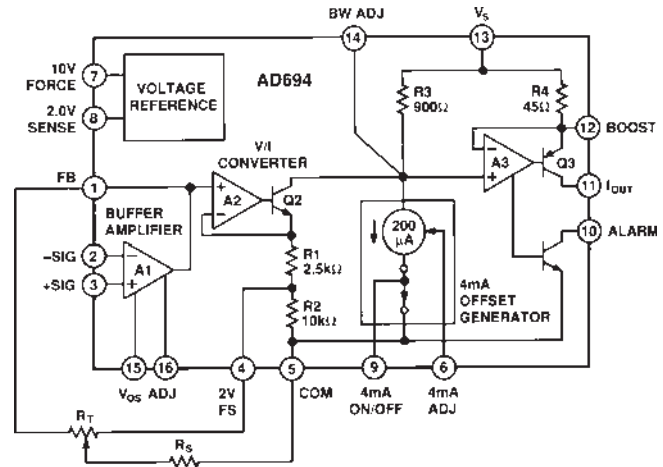 BW ADJ
VS
14
13
10V
FORCE
7
VOLTAGE
REFERENCE
AD694
R3
900Ω
R4
45Ω
2.0V
SENSE
8
12
BOOST
V/I
CONVERTER
FB
1
+
A2
−
Q2
−
A3
+
Q3
11
IOUT
BUFFER
AMPLIFIER
200
µA
10
ALARM
−SIG
2
−
A1
+
+SIG
3
R1
2.5kΩ
R2
10kΩ
4mA
OFFSET
GENERATOR
15
16
4
5
9
6
VOS ADJ
2V
FS
COM
4mA
ON/OFF
4mA
ADJ
RT
RS